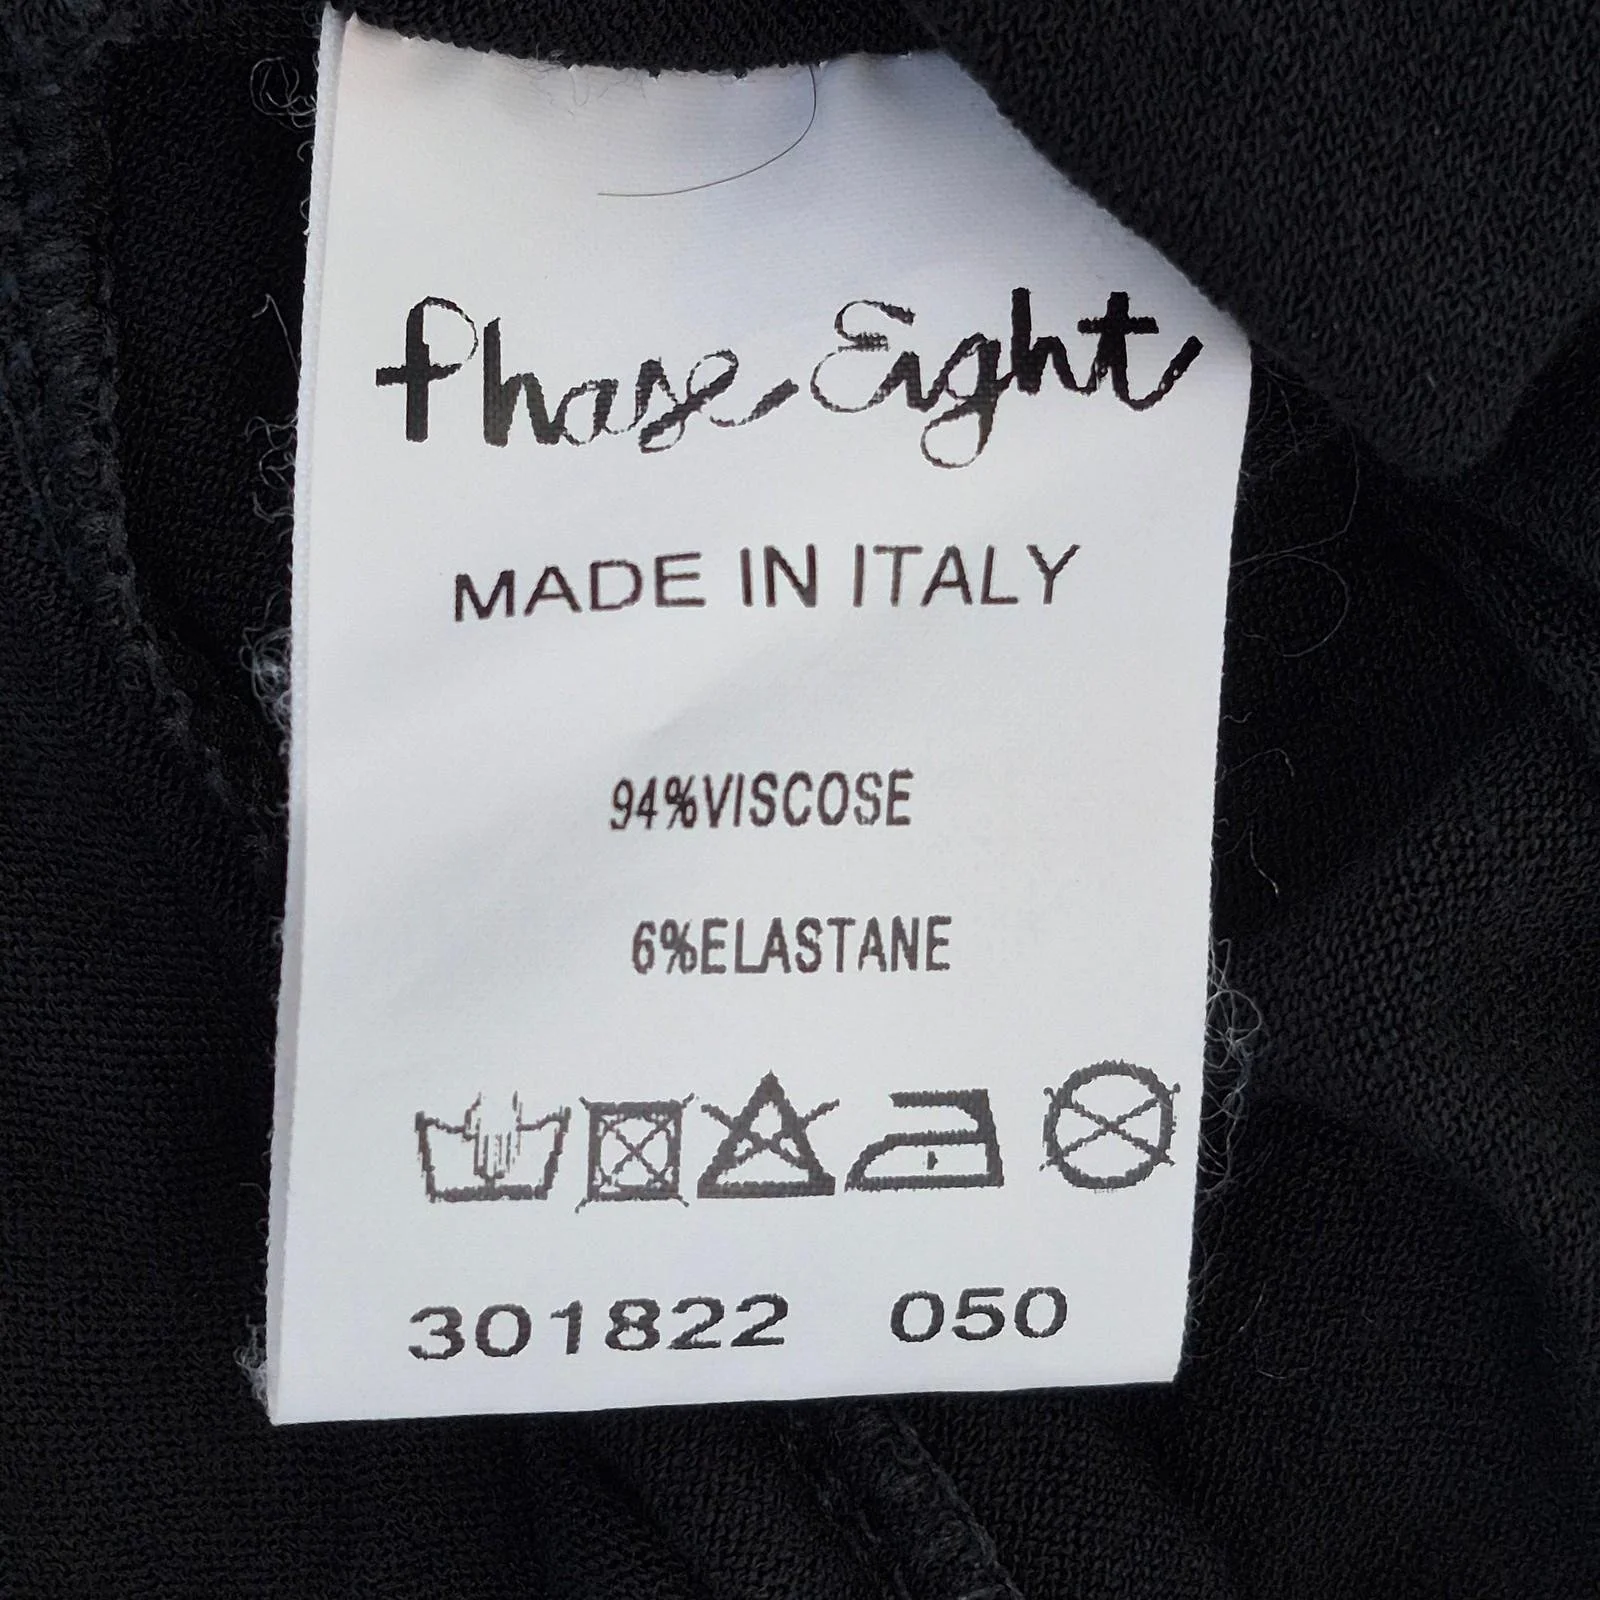 Phase Eight
MADE IN ITALY
94%VISCOSE
6%ELASTANE
301822 050